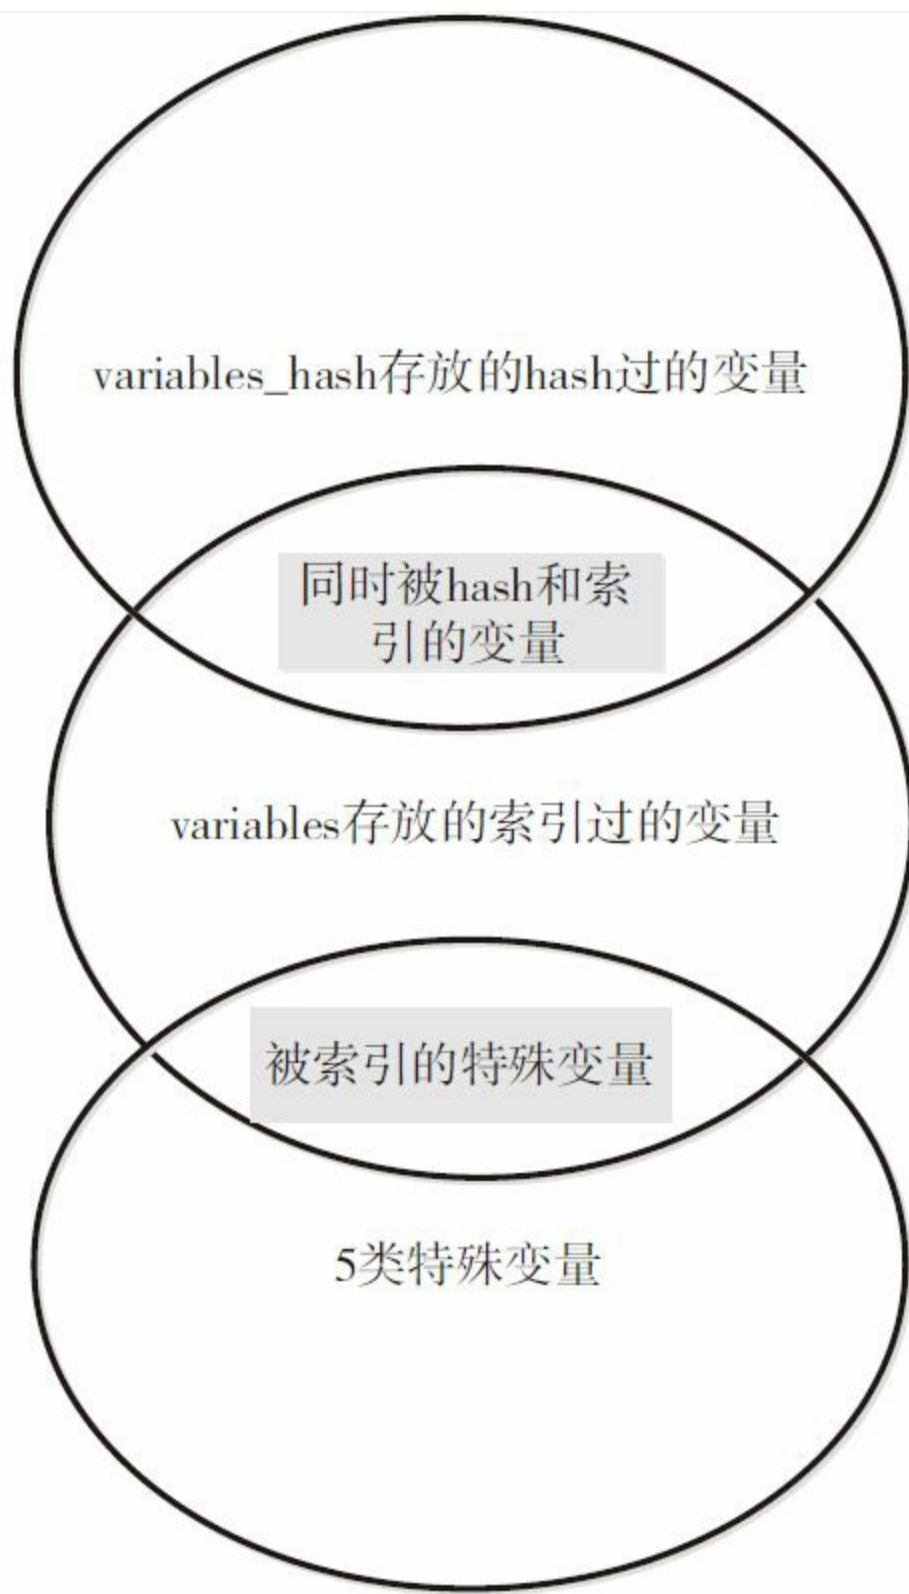 variables_hash存放的hash过的变量
同时被hash和索
引的变量
variables存放的索引过的变量
被索引的特殊变量
5类特殊变量